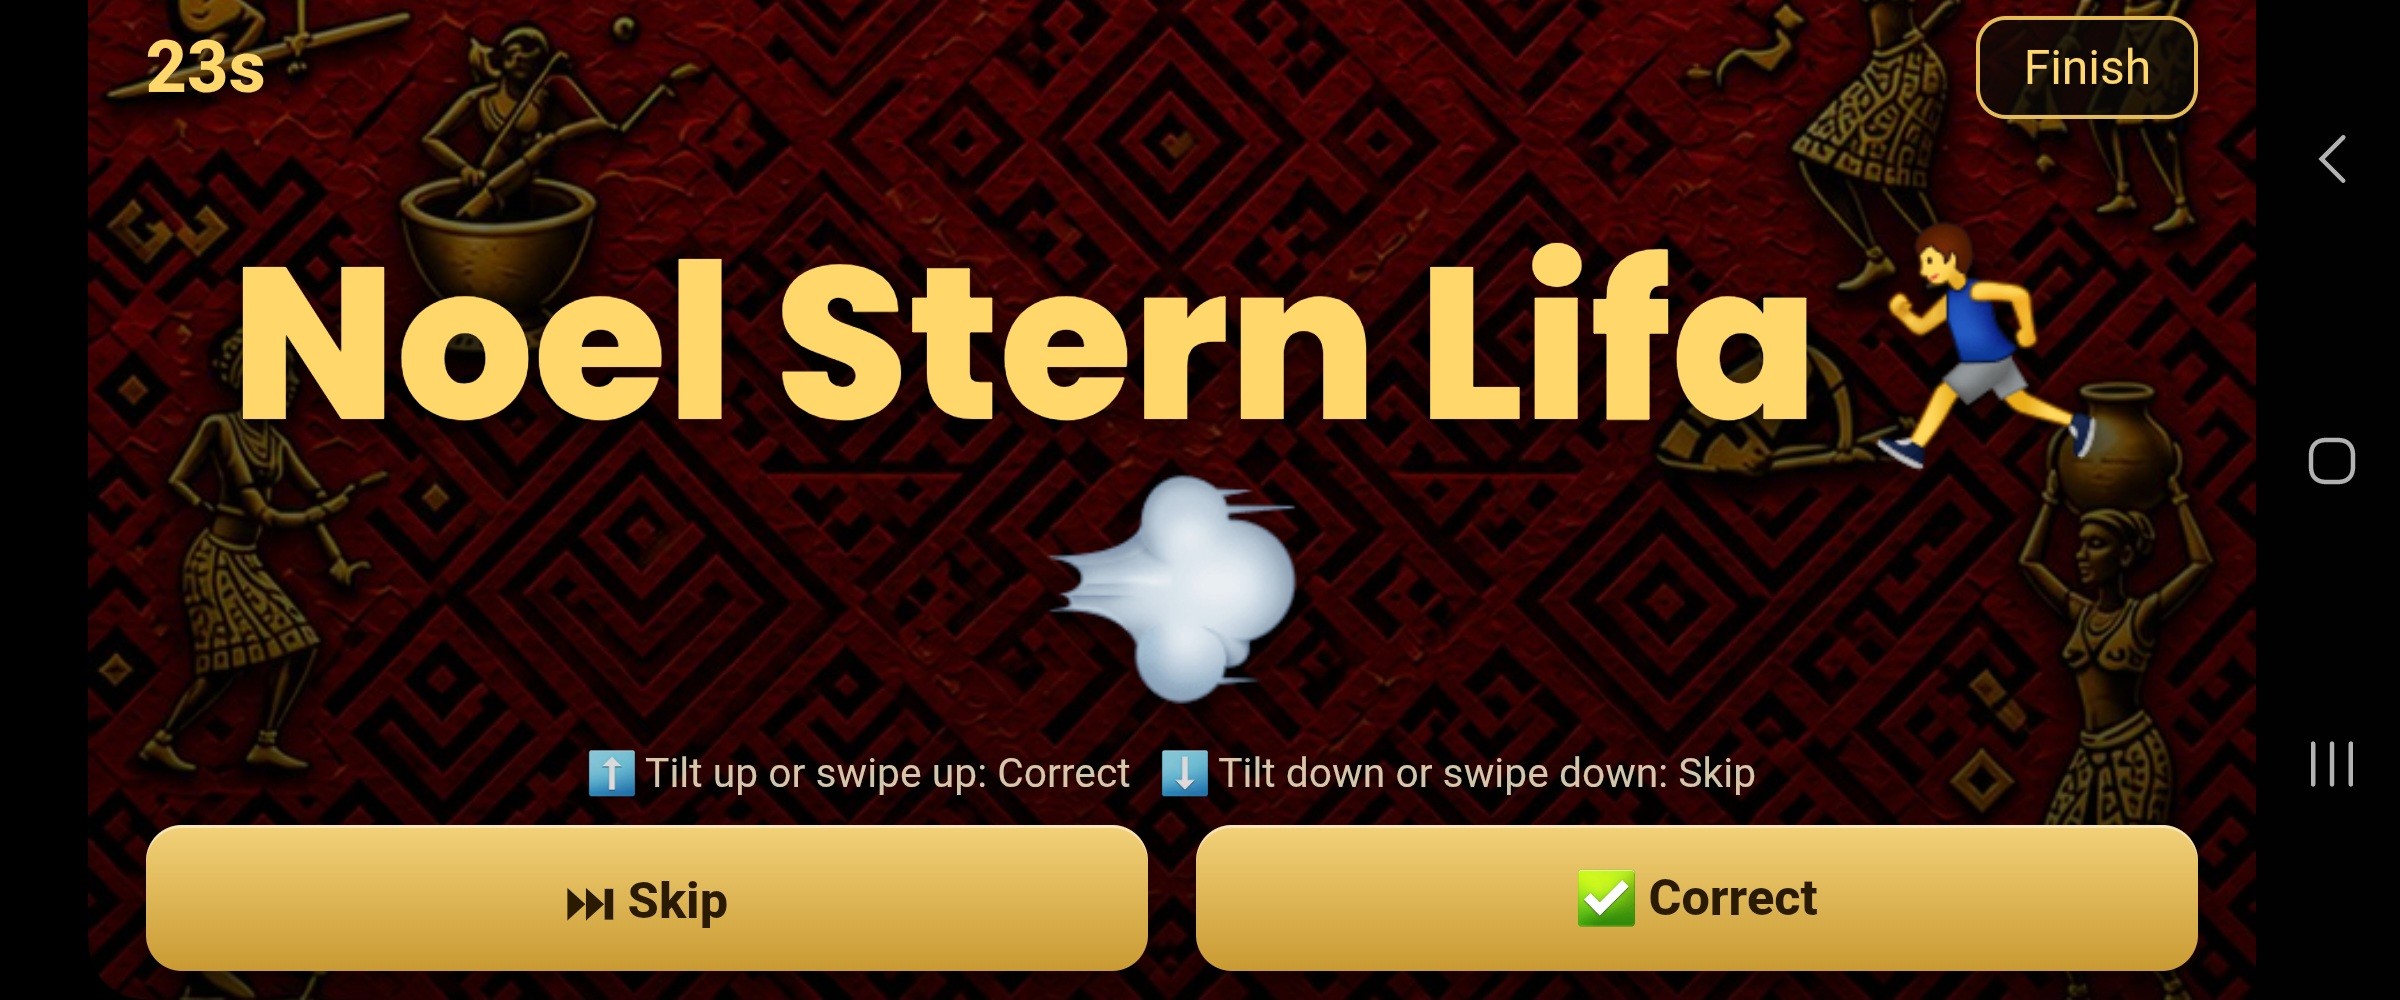 23s
Finish
Noel Stern Lifa🏃
💨
⬆️ Tilt up or swipe up: Correct ⬇️ Tilt down or swipe down: Skip
⏭ Skip
✅ Correct